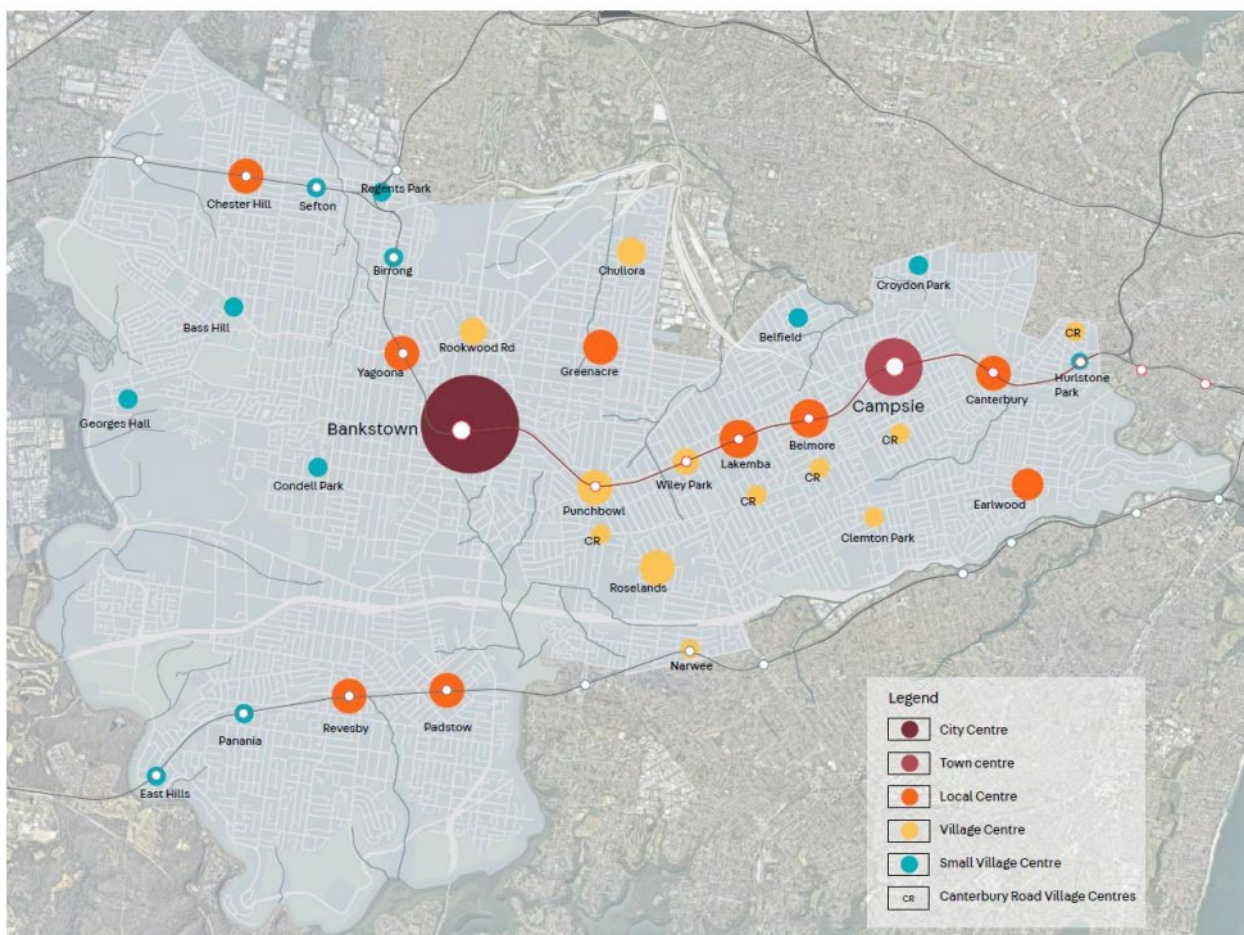 Regents Park
Chester Hill
Sefton
Birrong
Chullora
Croydon Park
Bass Hill
Belfield
CR
Rookwood Rd
Yagoona
Greenacre
Hurlstone
Park
Canterbury
Georges Hall
Campsie
Bankstown
Belmore
CR
Lakemba
Condell Park
Wiley Park
CR
Earlwood
Punchbowl
CR
Clemton Park
CR
Roselands
Narwee
Revesby
Padstow
Panania
East Hills
Legend
City Centre
Town centre
Local Centre
Village Centre
Small Village Centre
CR Canterbury Road Village Centres